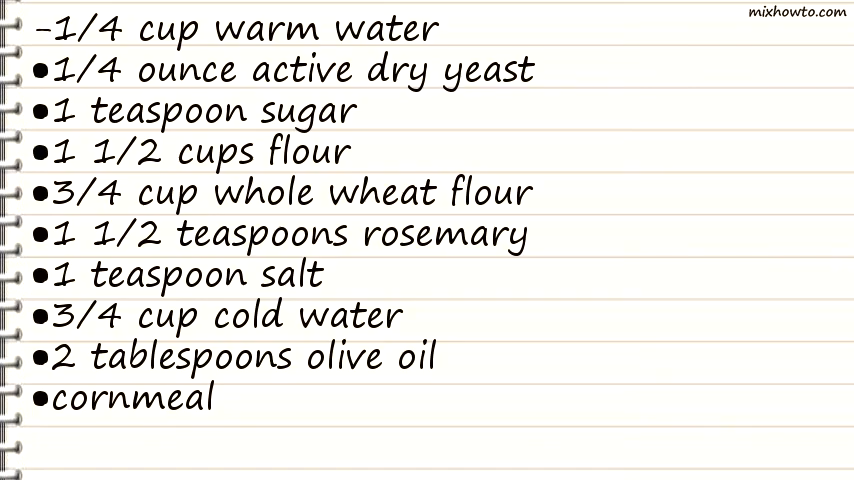 mixhowto.com
-1/4 cup warm water
•1/4 ounce active dry yeast
•1 teaspoon sugar
•1 1/2 cups flour
•3/4 cup whole wheat flour
•1 1/2 teaspoons rosemary
•1 teaspoon salt
•3/4 cup cold water
•2 tablespoons olive oil
•cornmeal